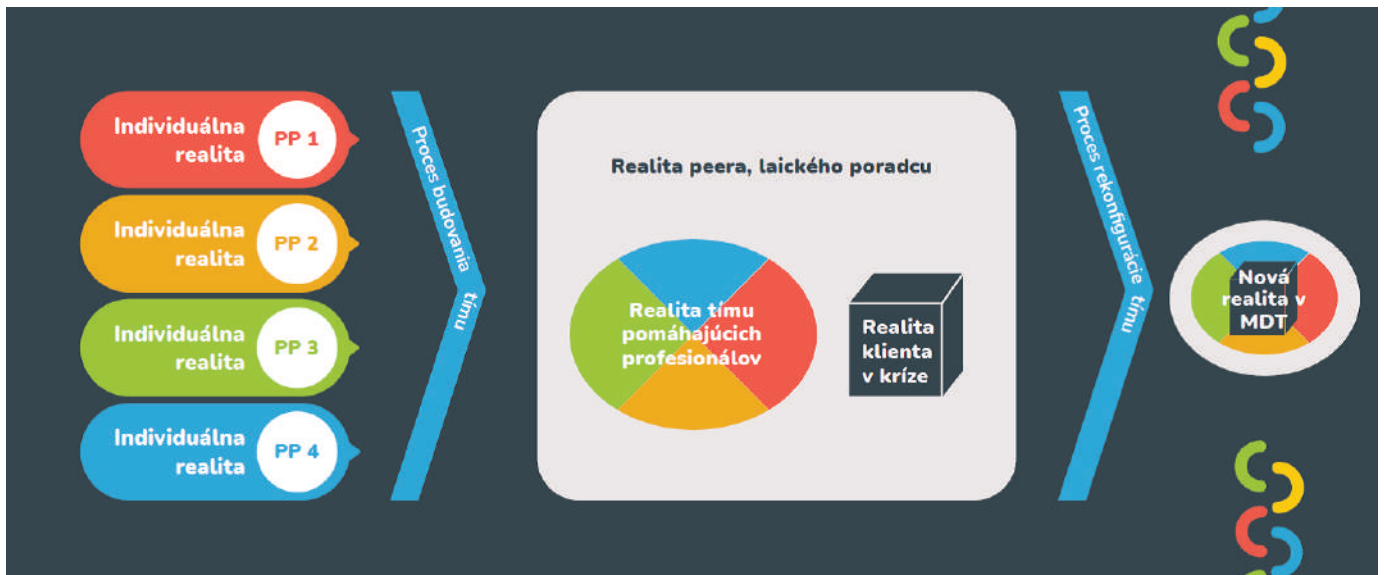 Individuálna
realita
PP 1
Individuálna
realita
PP 2
Individuálna
realita
PP 3
Individuálna
realita
PP 4
Proces budovania tímu
Realita peera, laického poradcu
Realita tímu
pomáhajúcich
profesionálov
Realita
klienta
v kríze
Proces rekonfigurácie tímu
Nová
realita v
MDT